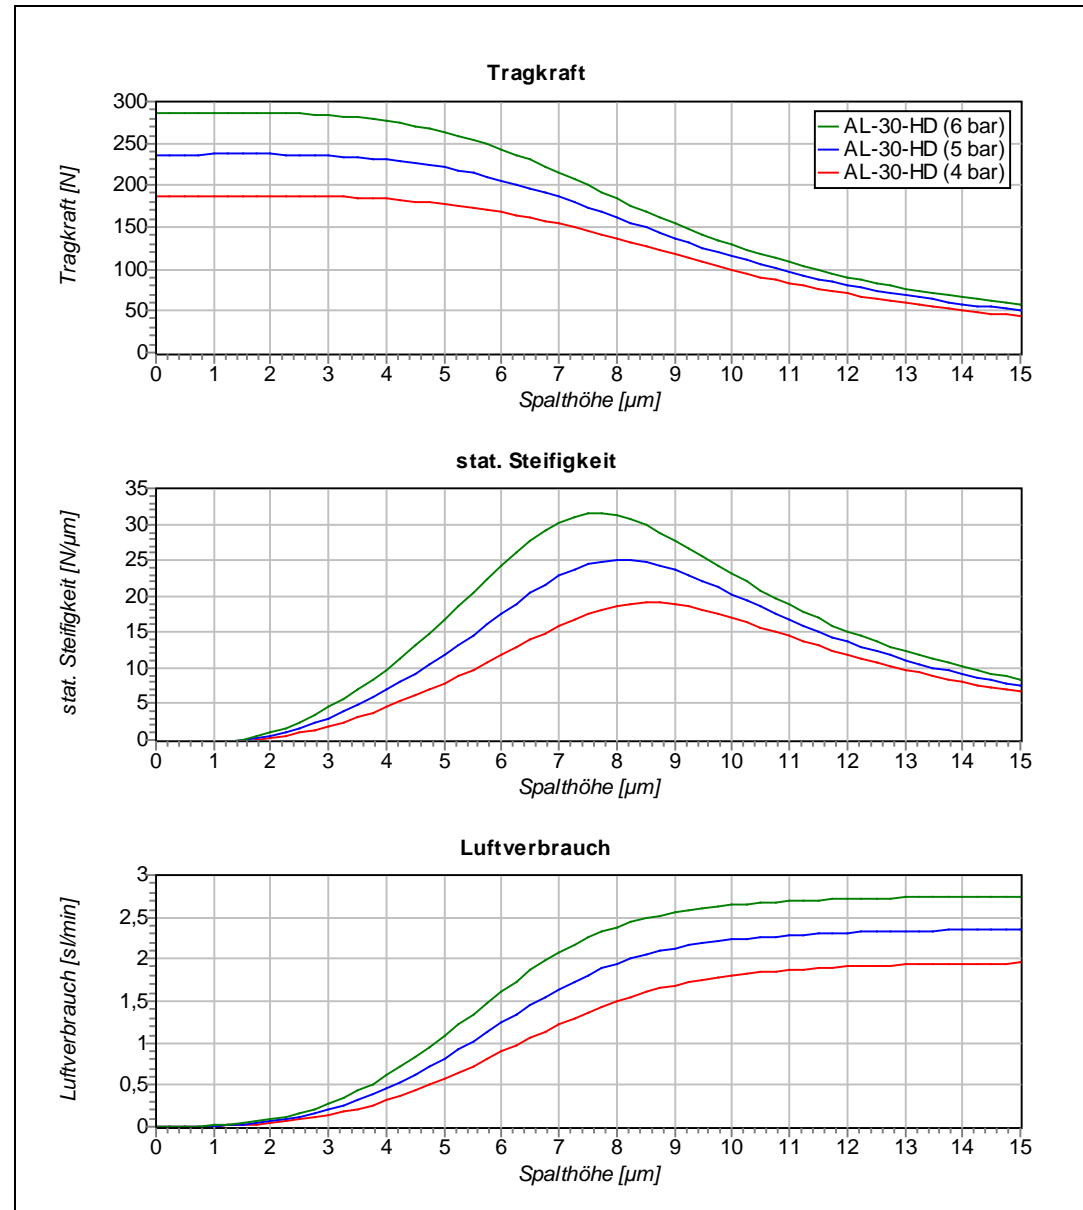 Tragkraft
Tragkraft [N]
300
250
200
150
100
50
0
AL-30-HD (6 bar)
AL-30-HD (5 bar)
AL-30-HD (4 bar)
0 1 2 3 4 5 6 7 8 9 10 11 12 13 14 15
Spalthöhe [µm]
stat. Steifigkeit
stat. Steifigkeit [N/µm]
35
30
25
20
15
10
5
0
0 1 2 3 4 5 6 7 8 9 10 11 12 13 14 15
Spalthöhe [µm]
Luftverbrauch
Luftverbrauch [sl/min]
3
2,5
2
1,5
1
0,5
0
0 1 2 3 4 5 6 7 8 9 10 11 12 13 14 15
Spalthöhe [µm]